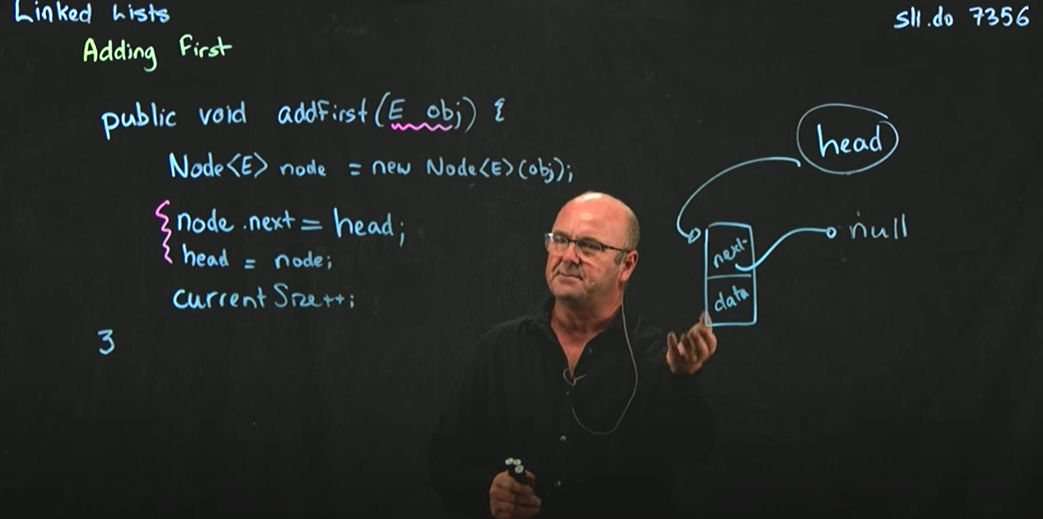 Linked Lists
sli.do 7356
Adding First
public void addFirst(E obj) {
Node<E> node = new Node<E>(obj);
node.next = head;
head = node;
currentSize++;
}
head
next
null
data